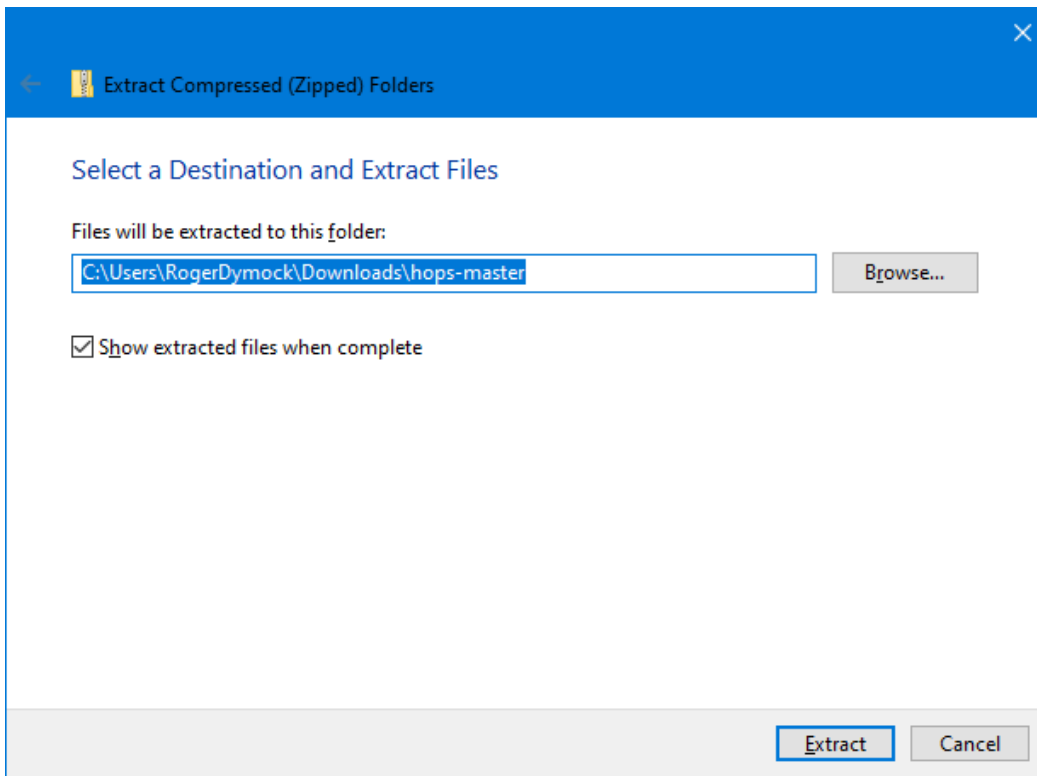 Extract Compressed (Zipped) Folders
Select a Destination and Extract Files
Files will be extracted to this folder:
C:\Users\RogerDymock\Downloads\hops-master
Browse...
Show extracted files when complete
Extract
Cancel